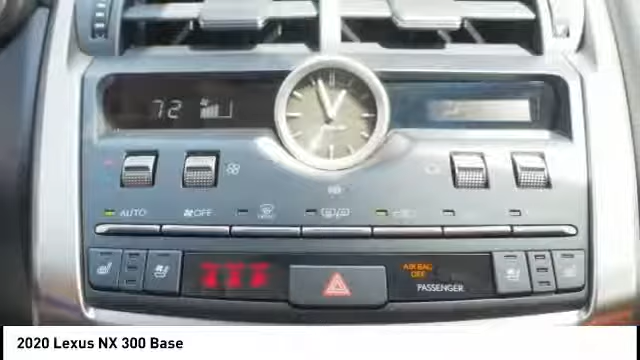 72
AUTO
OFF
AIR BAG
OFF
PASSENGER
2020 Lexus NX 300 Base